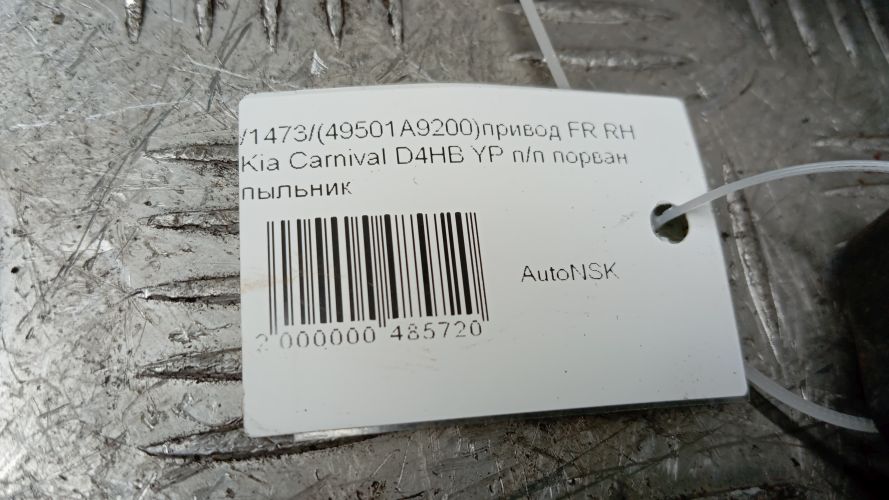 /1473/(49501A9200)привод FR RH
Kia Carnival D4HB YP п/п порван
пыльник
AutoNSK
2 000000 485720